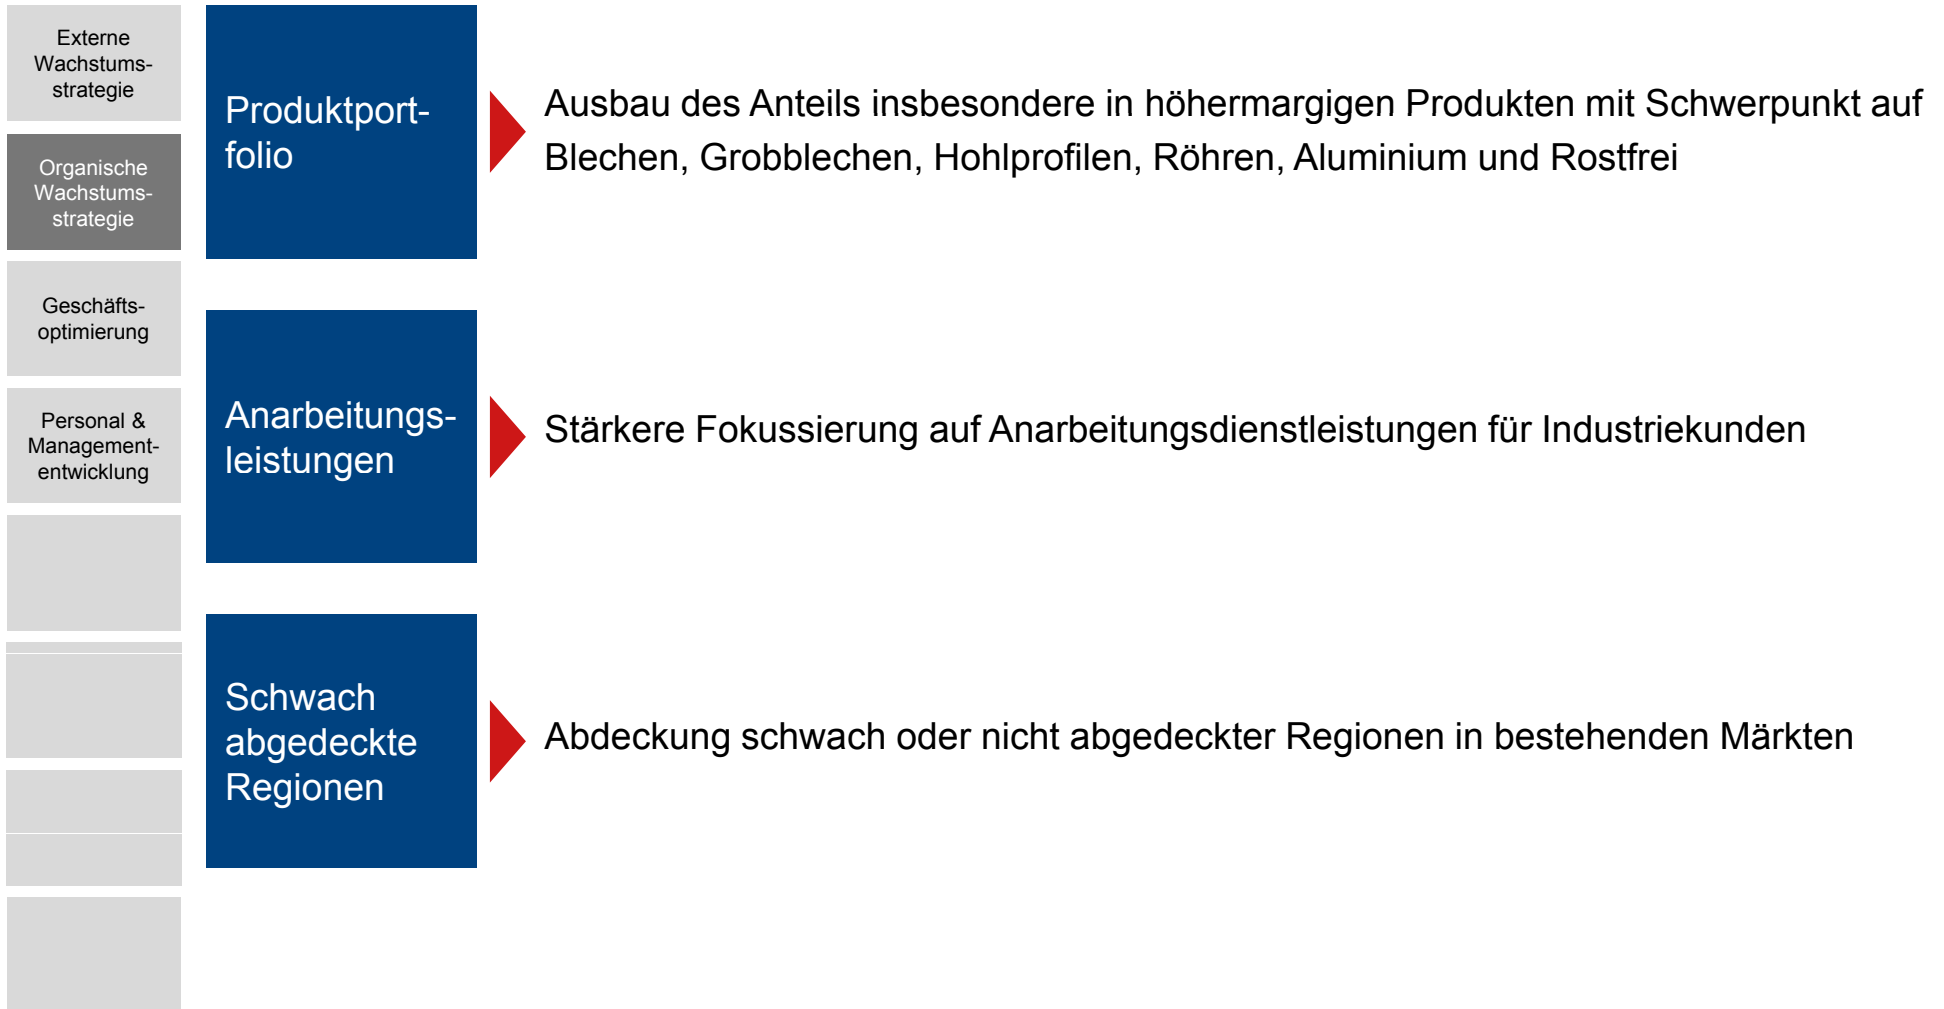 Externe
Wachstums-
strategie
Organische
Wachstums-
strategie
Geschäfts-
optimierung
Personal &
Management-
entwicklung
Produktport-
folio
Ausbau des Anteils insbesondere in höhermargigen Produkten mit Schwerpunkt auf
Blechen, Grobblechen, Hohlprofilen, Röhren, Aluminium und Rostfrei
Anarbeitungs-
leistungen
Stärkere Fokussierung auf Anarbeitungsdienstleistungen für Industriekunden
Schwach
abgedeckte
Regionen
Abdeckung schwach oder nicht abgedeckter Regionen in bestehenden Märkten